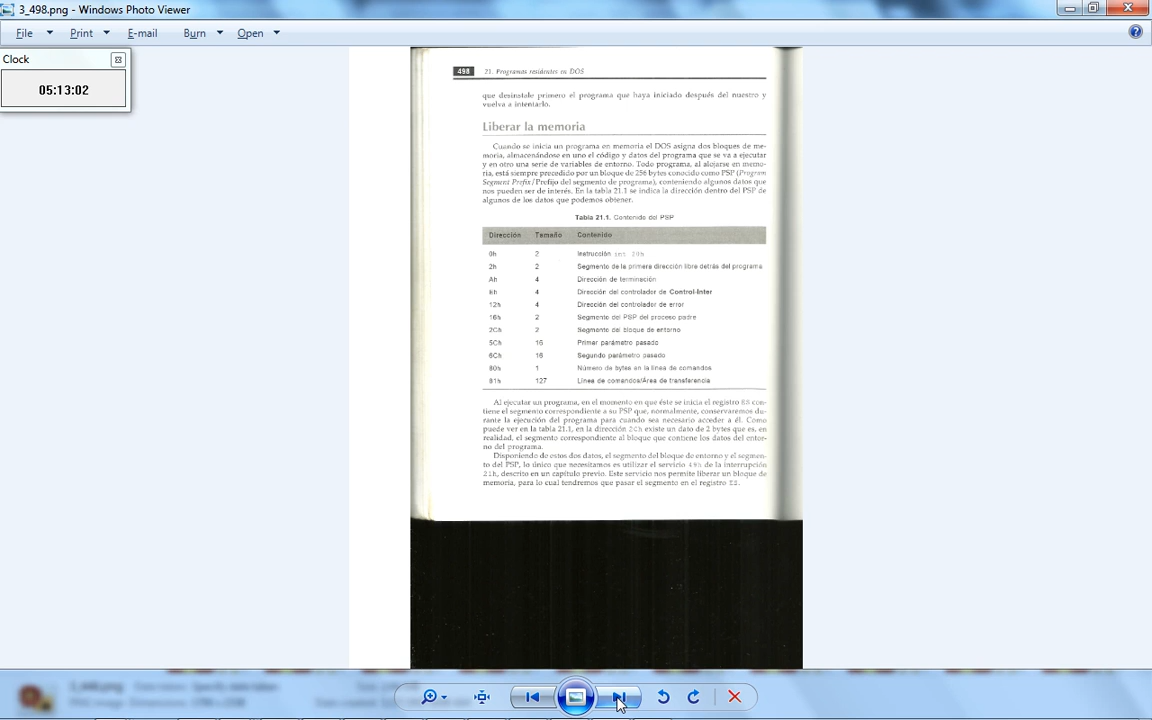 3_498.png - Windows Photo Viewer
File
Print
E-mail
Burn
Open
Clock
05:13:02
498 21. Programas residentes en DOS
que desinstale primero el programa que haya iniciado después del nuestro y
vuelva a intentarlo.
Liberar la memoria
Cuando se inicia un programa en memoria el DOS asigna dos bloques de me-
moria, almacenándose en uno el código y datos del programa que se va a ejecutar
y en otro una serie de variables de entorno. Todo programa, al alojarse en memo-
ria, está siempre precedido por un bloque de 256 bytes conocido como PSP (Program
Segment Prefix/Prefijo del segmento de programa), conteniendo algunos datos que
nos pueden ser de interés. En la tabla 21.1 se indica la dirección dentro del PSP de
algunos de los datos que podemos obtener.
Tabla 21.1. Contenido del PSP
Dirección Tamaño Contenido
0h 2 Instrucción int 20h
2h 2 Segmento de la primera dirección libre detrás del programa
Ah 4 Dirección de terminación
Eh 4 Dirección del controlador de Control-Inter
12h 4 Dirección del controlador de error
16h 2 Segmento del PSP del proceso padre
2Ch 2 Segmento del bloque de entorno
5Ch 16 Primer parámetro pasado
6Ch 16 Segundo parámetro pasado
80h 1 Número de bytes en la línea de comandos
81h 127 Línea de comandos/Área de transferencia
Al ejecutar un programa, en el momento en que éste se inicia el registro ES con-
tiene el segmento correspondiente a su PSP que, normalmente, conservaremos du-
rante la ejecución del programa para cuando sea necesario acceder a él. Como
puede ver en la tabla 21.1, en la dirección 2Ch existe un dato de 2 bytes que es, en
realidad, el segmento correspondiente al bloque que contiene los datos del entor-
no del programa.
Disponiendo de estos dos datos, el segmento del bloque de entorno y el segmen-
to del PSP, lo único que necesitamos es utilizar el servicio 49h de la interrupción
21h, descrito en un capítulo previo. Este servicio nos permite liberar un bloque de
memoria, para lo cual tendremos que pasar el segmento en el registro ES.